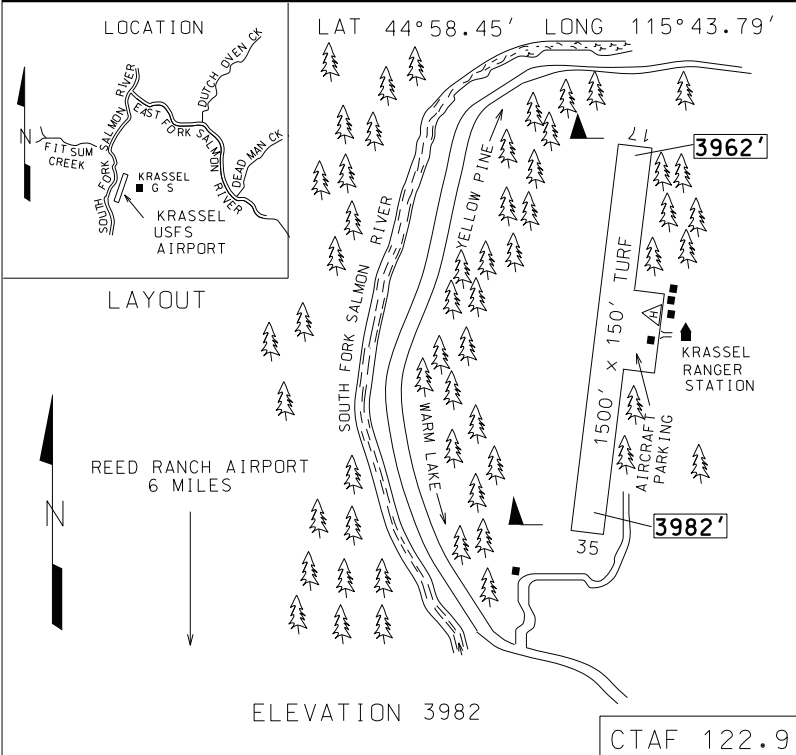 LOCATION
LAT 44°58.45' LONG 115°43.79'
N
FITSUM
CREEK
SOUTH FORK SALMON RIVER
EAST FORK SALMON RIVER
DUTCH OVEN CK
DEAD MAN CK
KRASSEL
G S
KRASSEL
USFS
AIRPORT
LAYOUT
SOUTH FORK SALMON RIVER
YELLOW PINE
WARM LAKE
17
3962'
1500' x 150' TURF
H
KRASSEL
RANGER
STATION
AIRCRAFT
PARKING
3982'
35
N
REED RANCH AIRPORT
6 MILES
ELEVATION 3982
CTAF 122.9